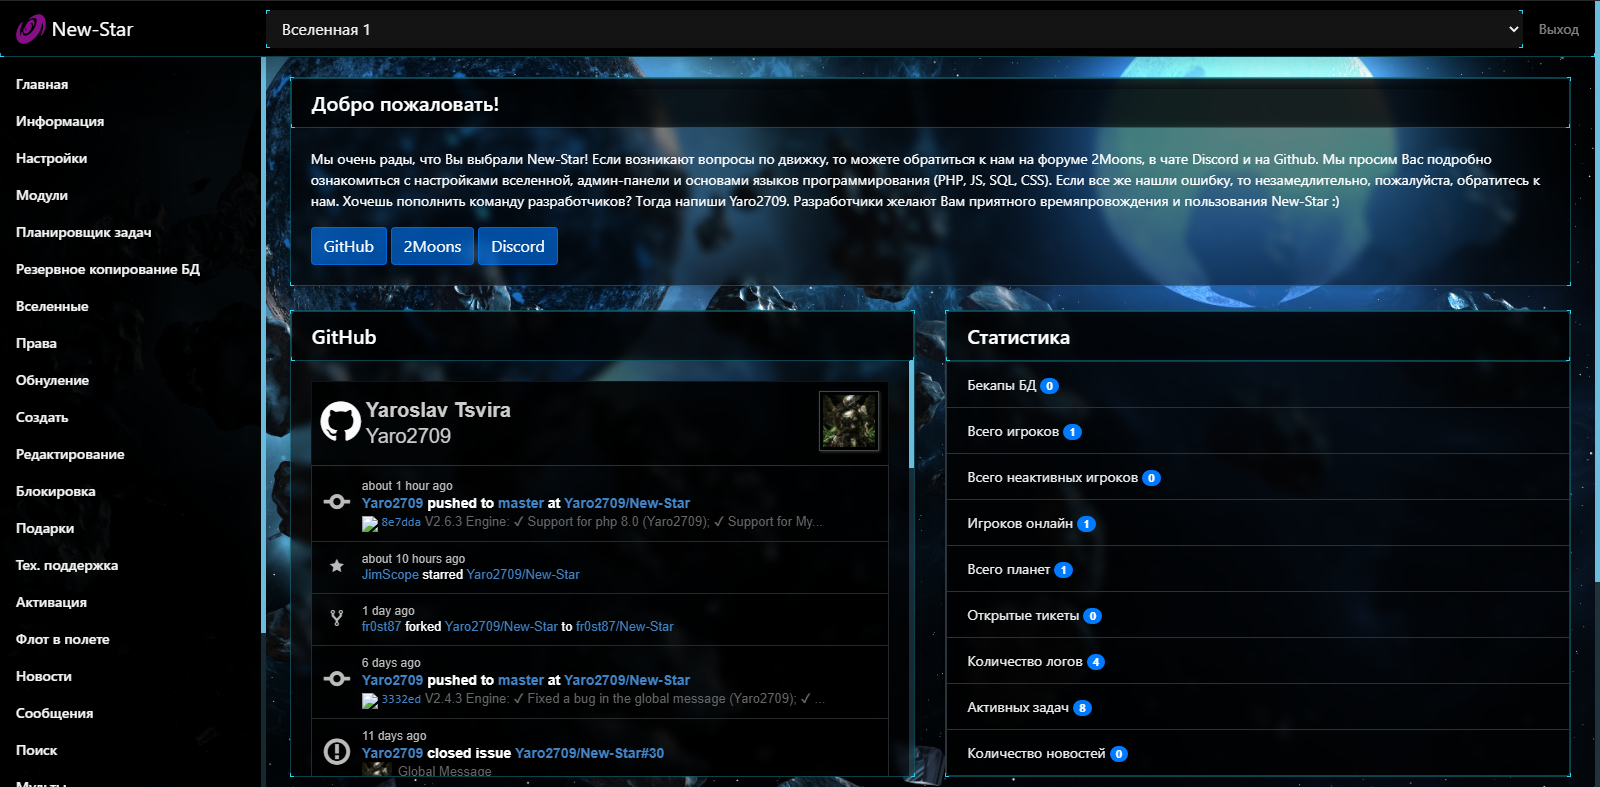 New-Star
Вселенная 1
Выход
Главная
Информация
Настройки
Модули
Планировщик задач
Резервное копирование БД
Вселенные
Права
Обнуление
Создать
Редактирование
Блокировка
Подарки
Тех. поддержка
Активация
Флот в полете
Новости
Сообщения
Поиск
Мульты
Добро пожаловать!
Мы очень рады, что Вы выбрали New-Star! Если возникают вопросы по движку, то можете обратиться к нам на форуме 2Moons, в чате Discord и на Github. Мы просим Вас подробно
ознакомиться с настройками вселенной, админ-панели и основами языков программирования (PHP, JS, SQL, CSS). Если все же нашли ошибку, то незамедлительно, пожалуйста, обратитесь к
нам. Хочешь пополнить команду разработчиков? Тогда напиши Yaro2709. Разработчики желают Вам приятного времяпровождения и пользования New-Star :)
GitHub 2Moons Discord
GitHub
Yaroslav Tsvira
Yaro2709
about 1 hour ago
Yaro2709 pushed to master at Yaro2709/New-Star
8e7dda V2.6.3 Engine: ✓ Support for php 8.0 (Yaro2709); ✓ Support for My...
about 10 hours ago
JimScope starred Yaro2709/New-Star
1 day ago
fr0st87 forked Yaro2709/New-Star to fr0st87/New-Star
6 days ago
Yaro2709 pushed to master at Yaro2709/New-Star
3332ed V2.4.3 Engine: ✓ Fixed a bug in the global message (Yaro2709); ✓ ...
11 days ago
Yaro2709 closed issue Yaro2709/New-Star#30
Global Message
Статистика
Бекапы БД 0
Всего игроков 1
Всего неактивных игроков 0
Игроков онлайн 1
Всего планет 1
Открытые тикеты 0
Количество логов 4
Активных задач 8
Количество новостей 0